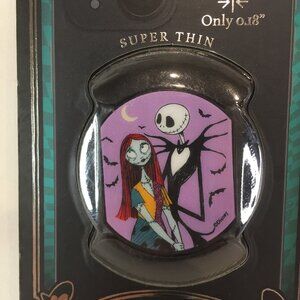 Only 0.18"
SUPER THIN